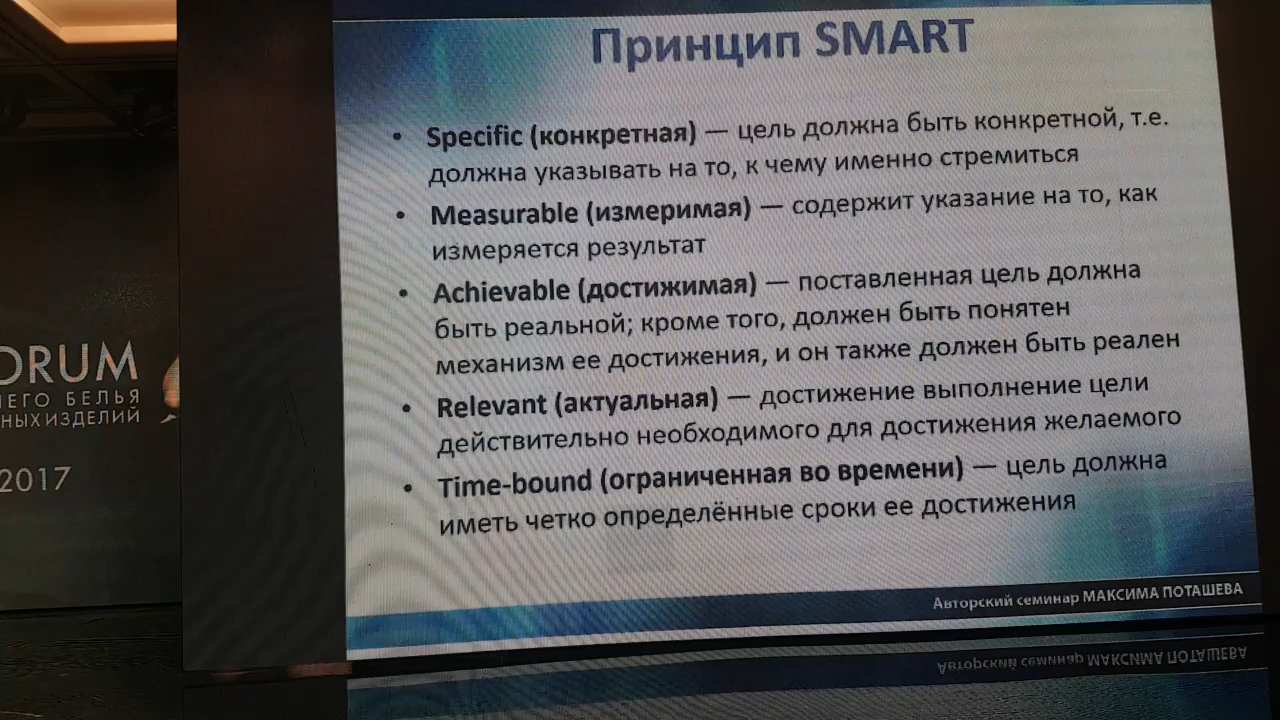 Принцип SMART
• Specific (конкретная) — цель должна быть конкретной, т.е.
должна указывать на то, к чему именно стремиться
• Measurable (измеримая) — содержит указание на то, как
измеряется результат
• Achievable (достижимая) — поставленная цель должна
быть реальной; кроме того, должен быть понятен
механизм ее достижения, и он также должен быть реален
• Relevant (актуальная) — достижение выполнение цели
действительно необходимого для достижения желаемого
• Time-bound (ограниченная во времени) — цель должна
иметь четко определённые сроки ее достижения
Авторский семинар МАКСИМА ПОТАШЕВА
ORUM
ЕГО БЕЛЬЯ
НЫХ ИЗДЕЛИЙ
2017